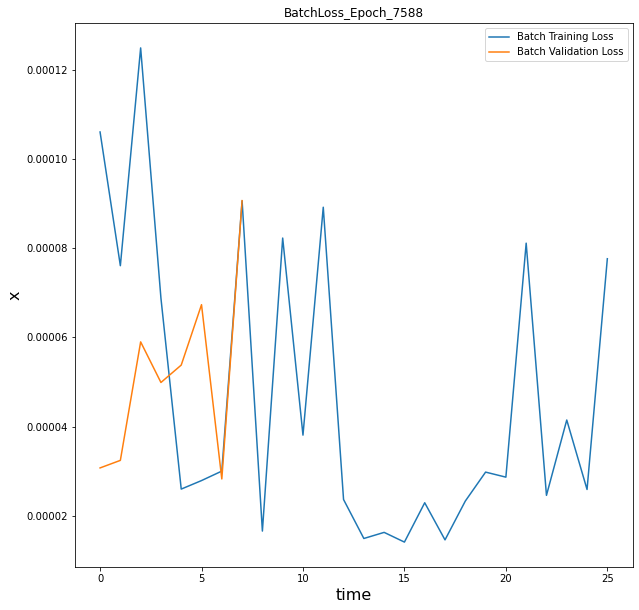 BatchLoss_Epoch_7588
Batch Training Loss
Batch Validation Loss
0.00012
0.00010
0.00008
0.00006
0.00004
0.00002
x
0 5 10 15 20 25
time